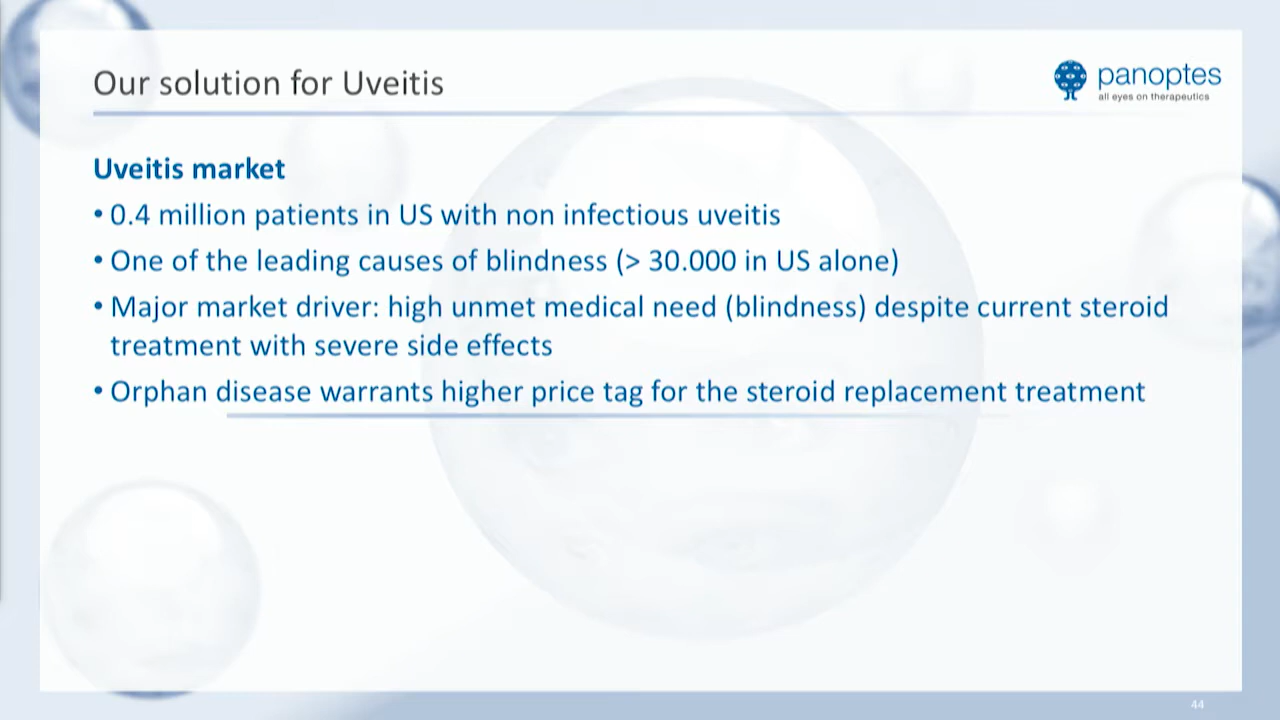 Our solution for Uveitis
panoptes
all eyes on therapeutics
Uveitis market
• 0.4 million patients in US with non infectious uveitis
• One of the leading causes of blindness (> 30.000 in US alone)
• Major market driver: high unmet medical need (blindness) despite current steroid
treatment with severe side effects
• Orphan disease warrants higher price tag for the steroid replacement treatment
44